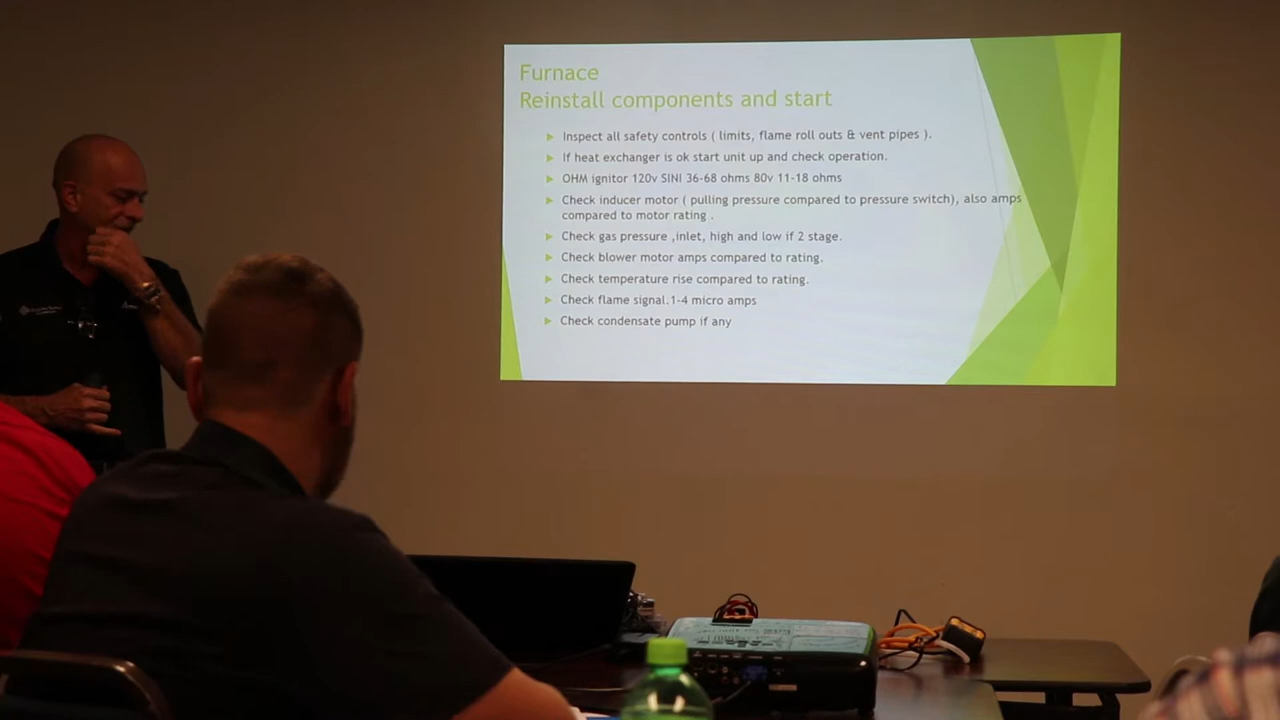 Furnace
Reinstall components and start
Inspect all safety controls ( limits, flame roll outs & vent pipes ).
If heat exchanger is ok start unit up and check operation.
OHM ignitor 120v SINI 36-68 ohms 80v 11-18 ohms
Check inducer motor ( pulling pressure compared to pressure switch), also amps
compared to motor rating .
Check gas pressure ,inlet, high and low if 2 stage.
Check blower motor amps compared to rating.
Check temperature rise compared to rating.
Check flame signal.1-4 micro amps
Check condensate pump if any